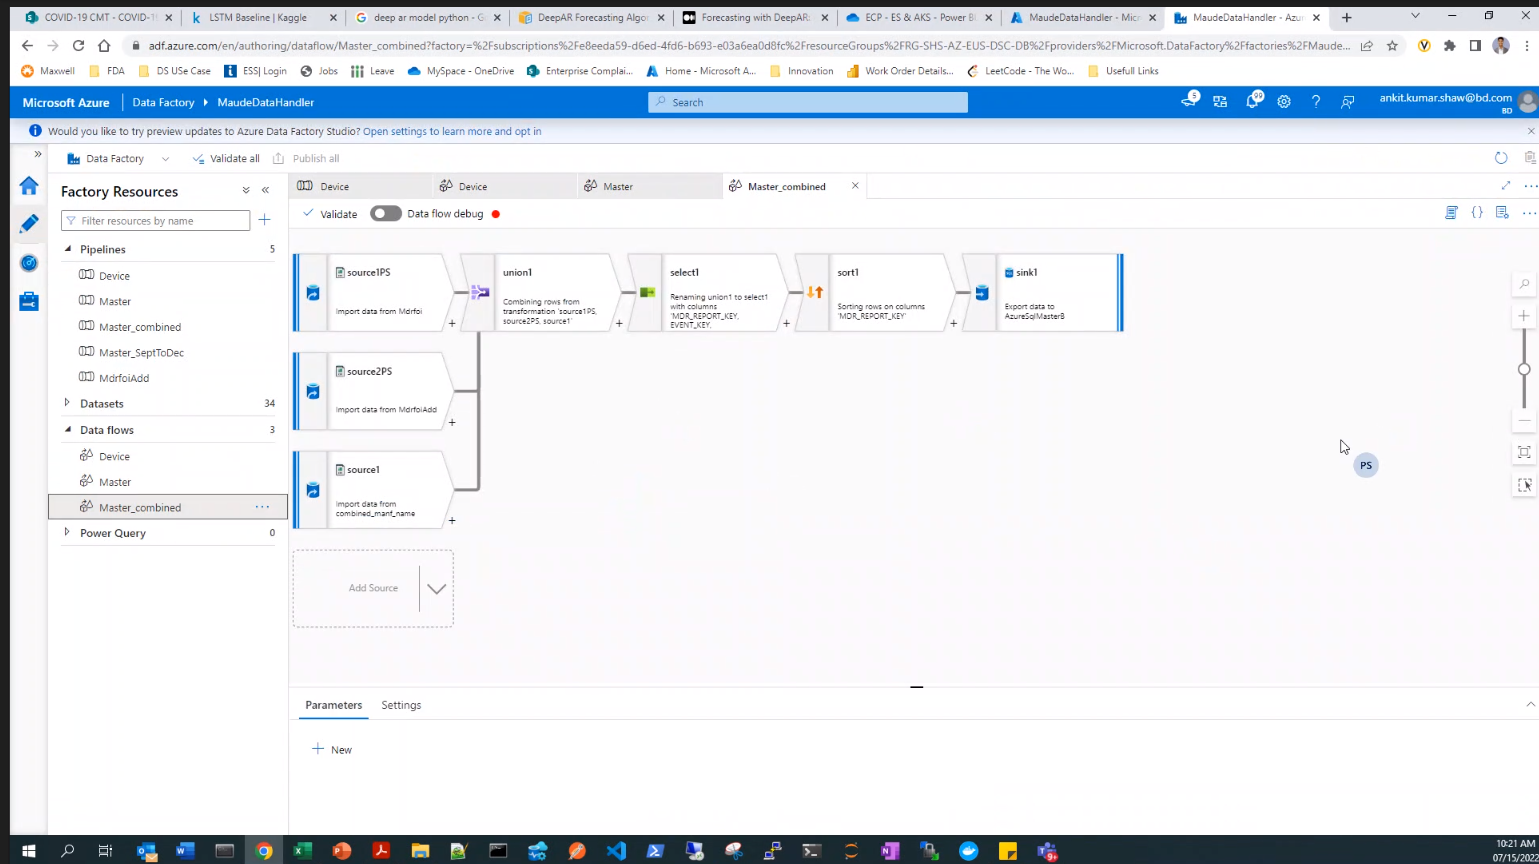 COVID-19 CMT - COVID-19
LSTM Baseline | Kaggle
deep ar model python - G
DeepAR Forecasting Algor
Forecasting with DeepAR
ECP - ES & AKS - Power B
MaudeDataHandler - Micr
MaudeDataHandler - Azur
adf.azure.com/en/authoring/dataflow/Master_combined?factory=%2Fsubscriptions%2Fe8eeda59-d6ed-4fd6-b693-e03a6ea0d8fc%2FresourceGroups%2FRG-SHS-AZ-EUS-DSC-DB%2Fproviders%2FMicrosoft.DataFactory%2Ffactories%2FMaude...
Maxwell
FDA
DS USe Case
ESS| Login
Jobs
Leave
MySpace - OneDrive
Enterprise Complai...
Home - Microsoft A...
Innovation
Work Order Details...
LeetCode - The Wo...
Usefull Links
Microsoft Azure
Data Factory
MaudeDataHandler
Search
5
99
ankit.kumar.shaw@bd.com
BD
Would you like to try preview updates to Azure Data Factory Studio? Open settings to learn more and opt in
Data Factory
Validate all
Publish all
Factory Resources
Filter resources by name
Pipelines 5
Device
Master
Master_combined
Master_SeptToDec
MdrfoiAdd
Datasets 34
Data flows 3
Device
Master
Master_combined
Power Query 0
Device
Device
Master
Master_combined
Validate
Data flow debug
source1PS
Import data from Mdrfoi
union1
Combining rows from
transformation 'source1PS,
source2PS, source1'
select1
Renaming union1 to select1
with columns
'MDR_REPORT_KEY,
EVENT_KEY,
sort1
Sorting rows on columns
'MDR_REPORT_KEY'
sink1
Export data to
AzureSqlMasterB
source2PS
Import data from MdrfoiAdd
source1
Import data from
combined_manf_name
Add Source
PS
Parameters
Settings
New
10:21 AM